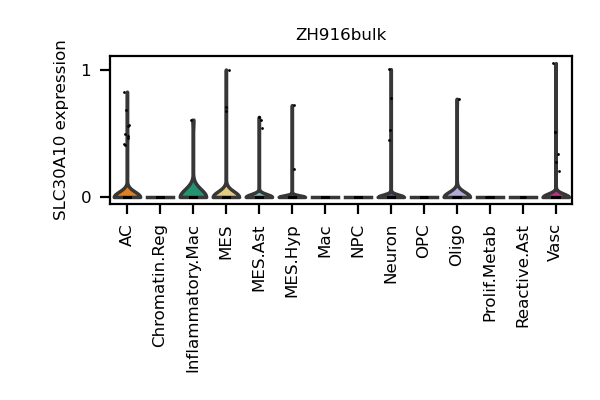 ZH916bulk
SLC30A10 expression
1
0
AC
Chromatin.Reg
Inflammatory.Mac
MES
MES.Ast
MES.Hyp
Mac
NPC
Neuron
OPC
Oligo
Prolif.Metab
Reactive.Ast
Vasc